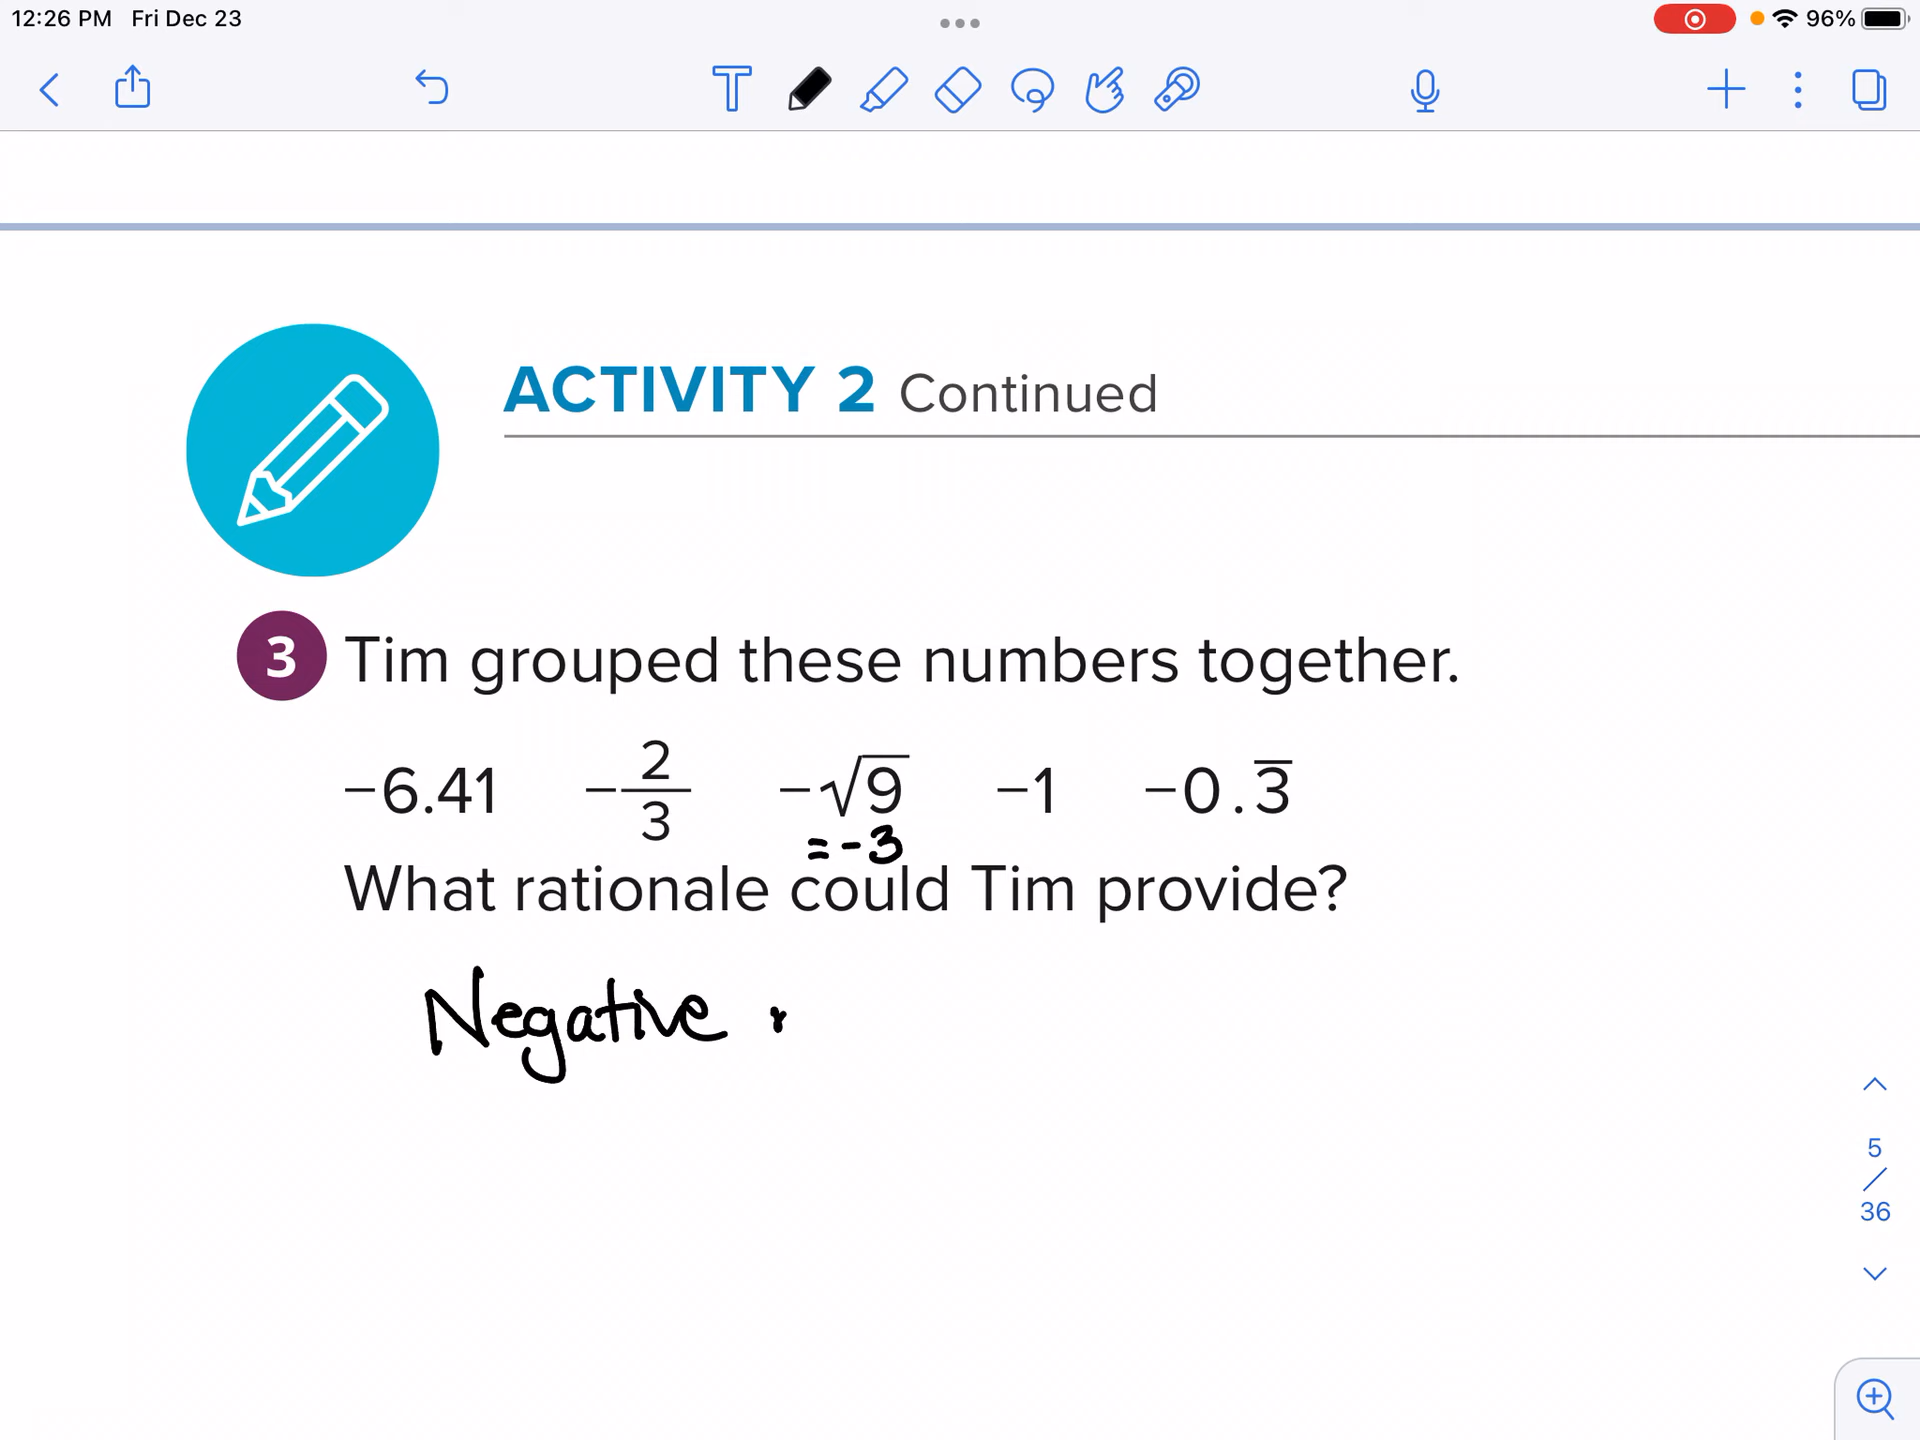 12:26 PM Fri Dec 23 96%
ACTIVITY 2 Continued
3 Tim grouped these numbers together.
−6.41 −2/3 −√9 −1 −0.3̅
= -3
What rationale could Tim provide?
Negative
5
/
36